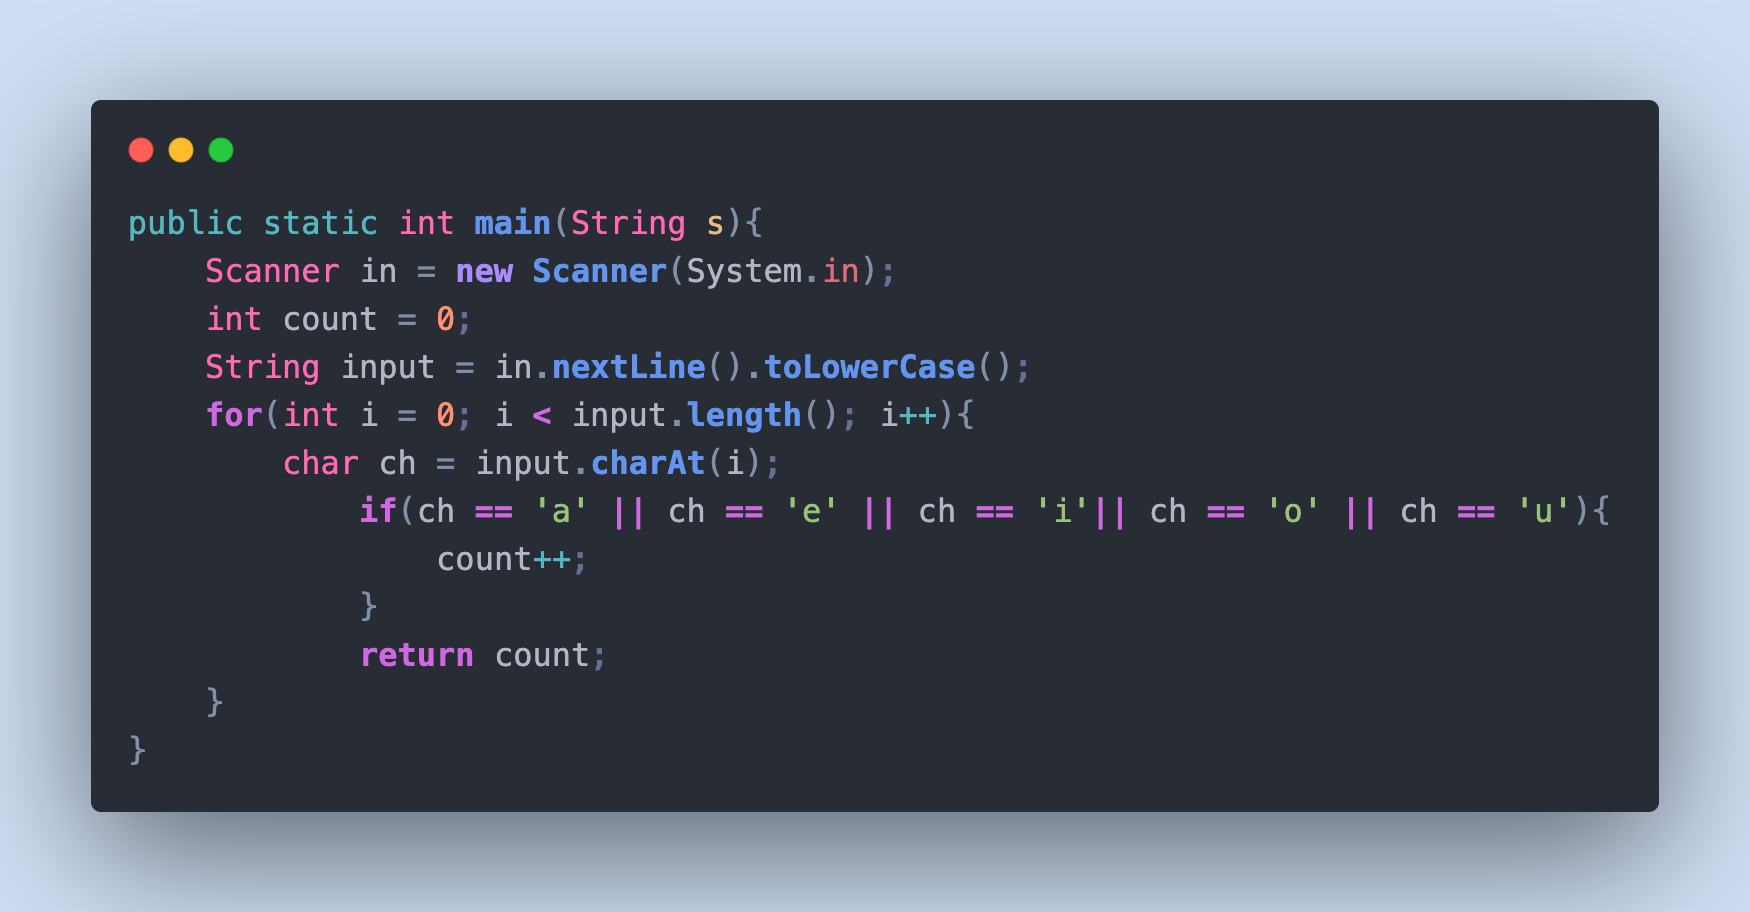 public static int main(String s){
    Scanner in = new Scanner(System.in);
    int count = 0;
    String input = in.nextLine().toLowerCase();
    for(int i = 0; i < input.length(); i++){
        char ch = input.charAt(i);
            if(ch == 'a' || ch == 'e' || ch == 'i'|| ch == 'o' || ch == 'u'){
                count++;
            }
            return count;
    }
}